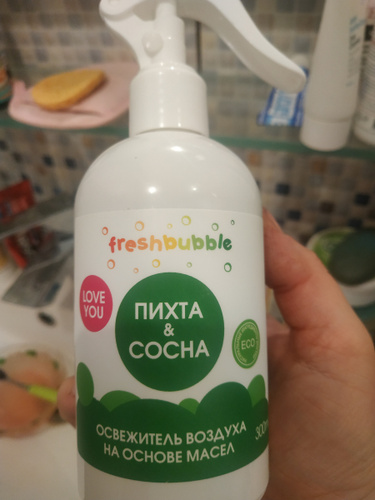 freshbubble
LOVE
YOU
ПИХТА
&
СОСНА
ECO
ОСВЕЖИТЕЛЬ ВОЗДУХА
НА ОСНОВЕ МАСЕЛ